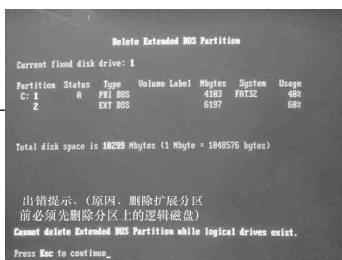 Delete Extended DOS Partition
Current fixed disk drive: 1
Partition Status Type Volume Label Mbytes System Usage
C: 1 A PRI DOS 4103 FAT32 40%
2 EXT DOS 6197 60%
Total disk space is 10299 Mbytes (1 Mbyte = 1048576 bytes)
出错提示，(原因，删除扩展分区
前必须先删除分区上的逻辑磁盘)
Cannot delete Extended DOS Partition while logical drives exist.
Press Esc to continue_